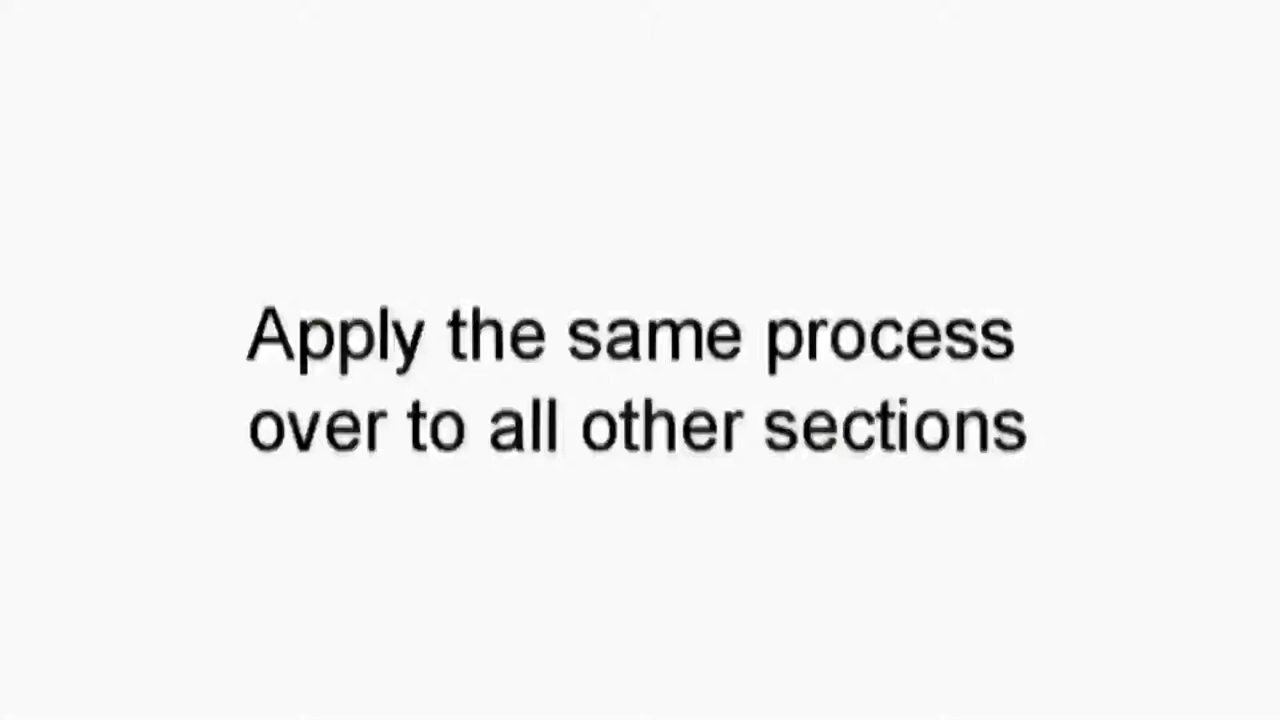 Apply the same process
over to all other sections